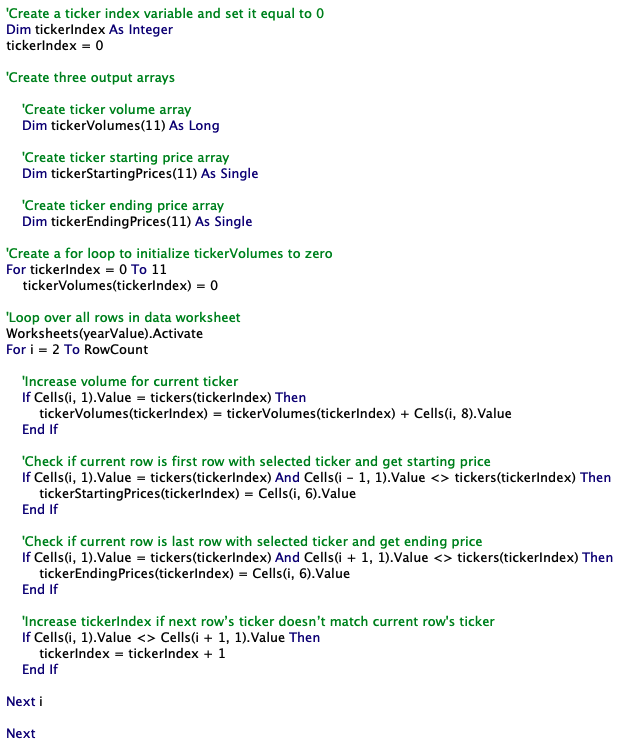 'Create a ticker index variable and set it equal to 0
Dim tickerIndex As Integer
tickerIndex = 0
'Create three output arrays
'Create ticker volume array
Dim tickerVolumes(11) As Long
'Create ticker starting price array
Dim tickerStartingPrices(11) As Single
'Create ticker ending price array
Dim tickerEndingPrices(11) As Single
'Create a for loop to initialize tickerVolumes to zero
For tickerIndex = 0 To 11
tickerVolumes(tickerIndex) = 0
'Loop over all rows in data worksheet
Worksheets(yearValue).Activate
For i = 2 To RowCount
'Increase volume for current ticker
If Cells(i, 1).Value = tickers(tickerIndex) Then
tickerVolumes(tickerIndex) = tickerVolumes(tickerIndex) + Cells(i, 8).Value
End If
'Check if current row is first row with selected ticker and get starting price
If Cells(i, 1).Value = tickers(tickerIndex) And Cells(i - 1, 1).Value <> tickers(tickerIndex) Then
tickerStartingPrices(tickerIndex) = Cells(i, 6).Value
End If
'Check if current row is last row with selected ticker and get ending price
If Cells(i, 1).Value = tickers(tickerIndex) And Cells(i + 1, 1).Value <> tickers(tickerIndex) Then
tickerEndingPrices(tickerIndex) = Cells(i, 6).Value
End If
'Increase tickerIndex if next row’s ticker doesn’t match current row's ticker
If Cells(i, 1).Value <> Cells(i + 1, 1).Value Then
tickerIndex = tickerIndex + 1
End If
Next i
Next